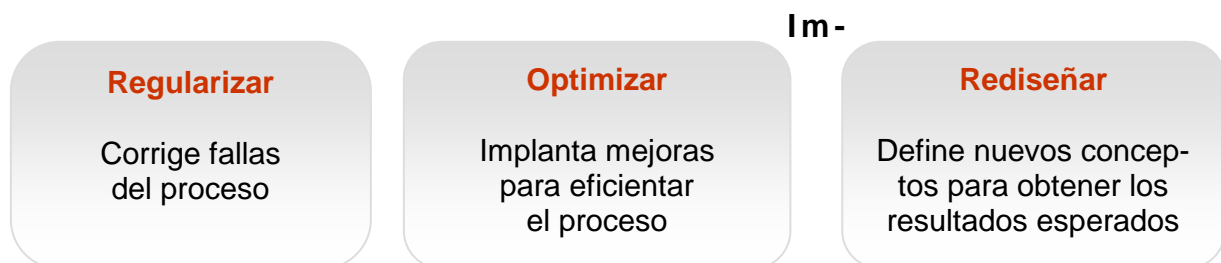 Im-
Regularizar
Corrige fallas
del proceso
Optimizar
Implanta mejoras
para eficientar
el proceso
Rediseñar
Define nuevos concep-
tos para obtener los
resultados esperados